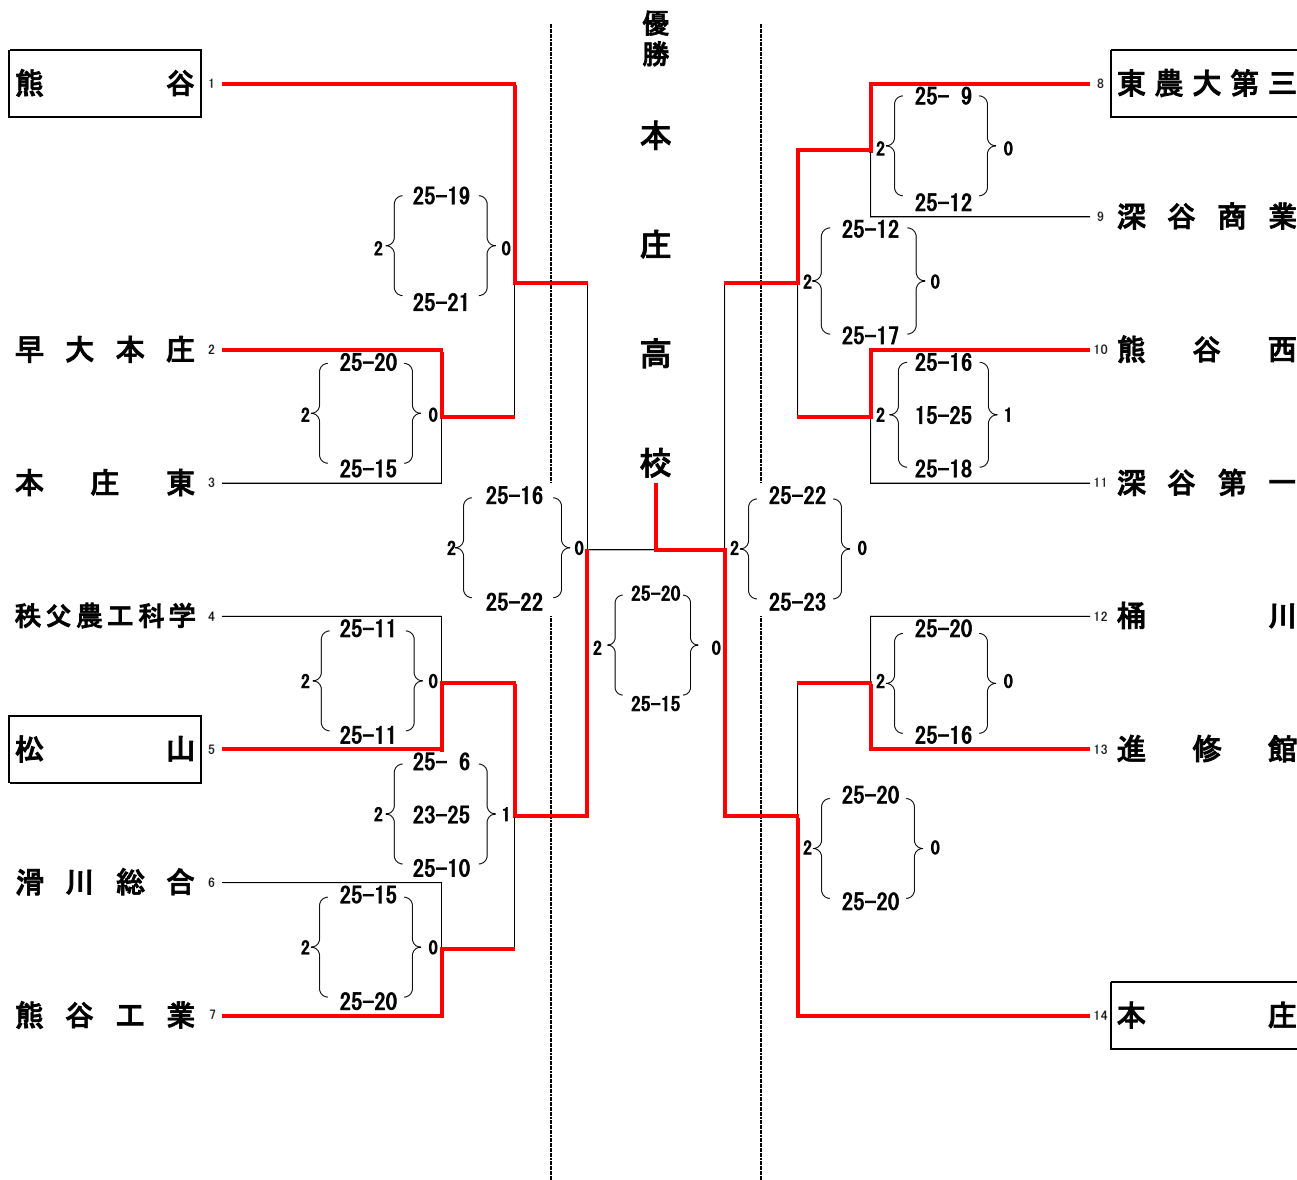 優勝
本庄高校
熊谷 1
25-19
2 0
25-21
早大本庄 2
25-20
2 0
25-15
本庄東 3
25-16
2 0
25-22
秩父農工科学 4
25-11
2 0
25-11
松山 5
25- 6
2 23-25 1
25-10
滑川総合 6
25-15
2 0
25-20
熊谷工業 7
25-20
2 0
25-15
8 東農大第三
25- 9
2 0
25-12
9 深谷商業
25-12
2 0
25-17
10 熊谷西
25-16
2 15-25 1
25-18
11 深谷第一
25-22
2 0
25-23
12 桶川
25-20
2 0
25-16
13 進修館
25-20
2 0
25-20
14 本庄